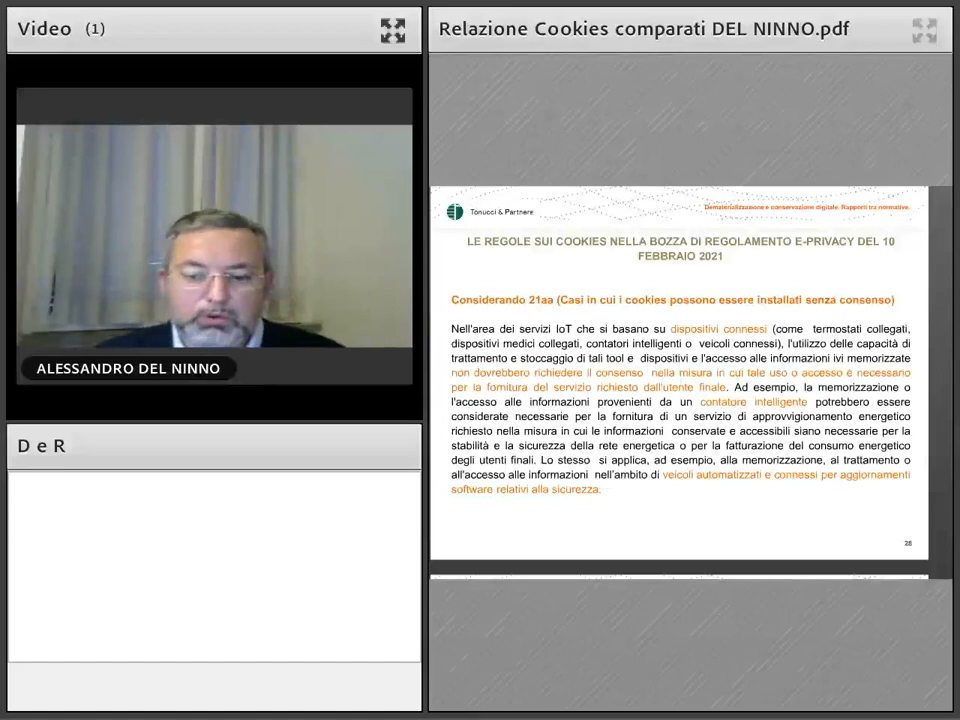 Video (1)
ALESSANDRO DEL NINNO
D e R
Relazione Cookies comparati DEL NINNO.pdf
Tonucci & Partners
Dematerializzazione e conservazione digitale. Rapporti tra normative.
LE REGOLE SUI COOKIES NELLA BOZZA DI REGOLAMENTO E-PRIVACY DEL 10
FEBBRAIO 2021
Considerando 21aa (Casi in cui i cookies possono essere installati senza consenso)
Nell'area dei servizi IoT che si basano su dispositivi connessi (come termostati collegati,
dispositivi medici collegati, contatori intelligenti o veicoli connessi), l'utilizzo delle capacità di
trattamento e stoccaggio di tali tool e dispositivi e l'accesso alle informazioni ivi memorizzate
non dovrebbero richiedere il consenso nella misura in cui tale uso o accesso è necessario
per la fornitura del servizio richiesto dall'utente finale. Ad esempio, la memorizzazione o
l'accesso alle informazioni provenienti da un contatore intelligente potrebbero essere
considerate necessarie per la fornitura di un servizio di approvvigionamento energetico
richiesto nella misura in cui le informazioni conservate e accessibili siano necessarie per la
stabilità e la sicurezza della rete energetica o per la fatturazione del consumo energetico
degli utenti finali. Lo stesso si applica, ad esempio, alla memorizzazione, al trattamento o
all'accesso alle informazioni nell'ambito di veicoli automatizzati e connessi per aggiornamenti
software relativi alla sicurezza.
28